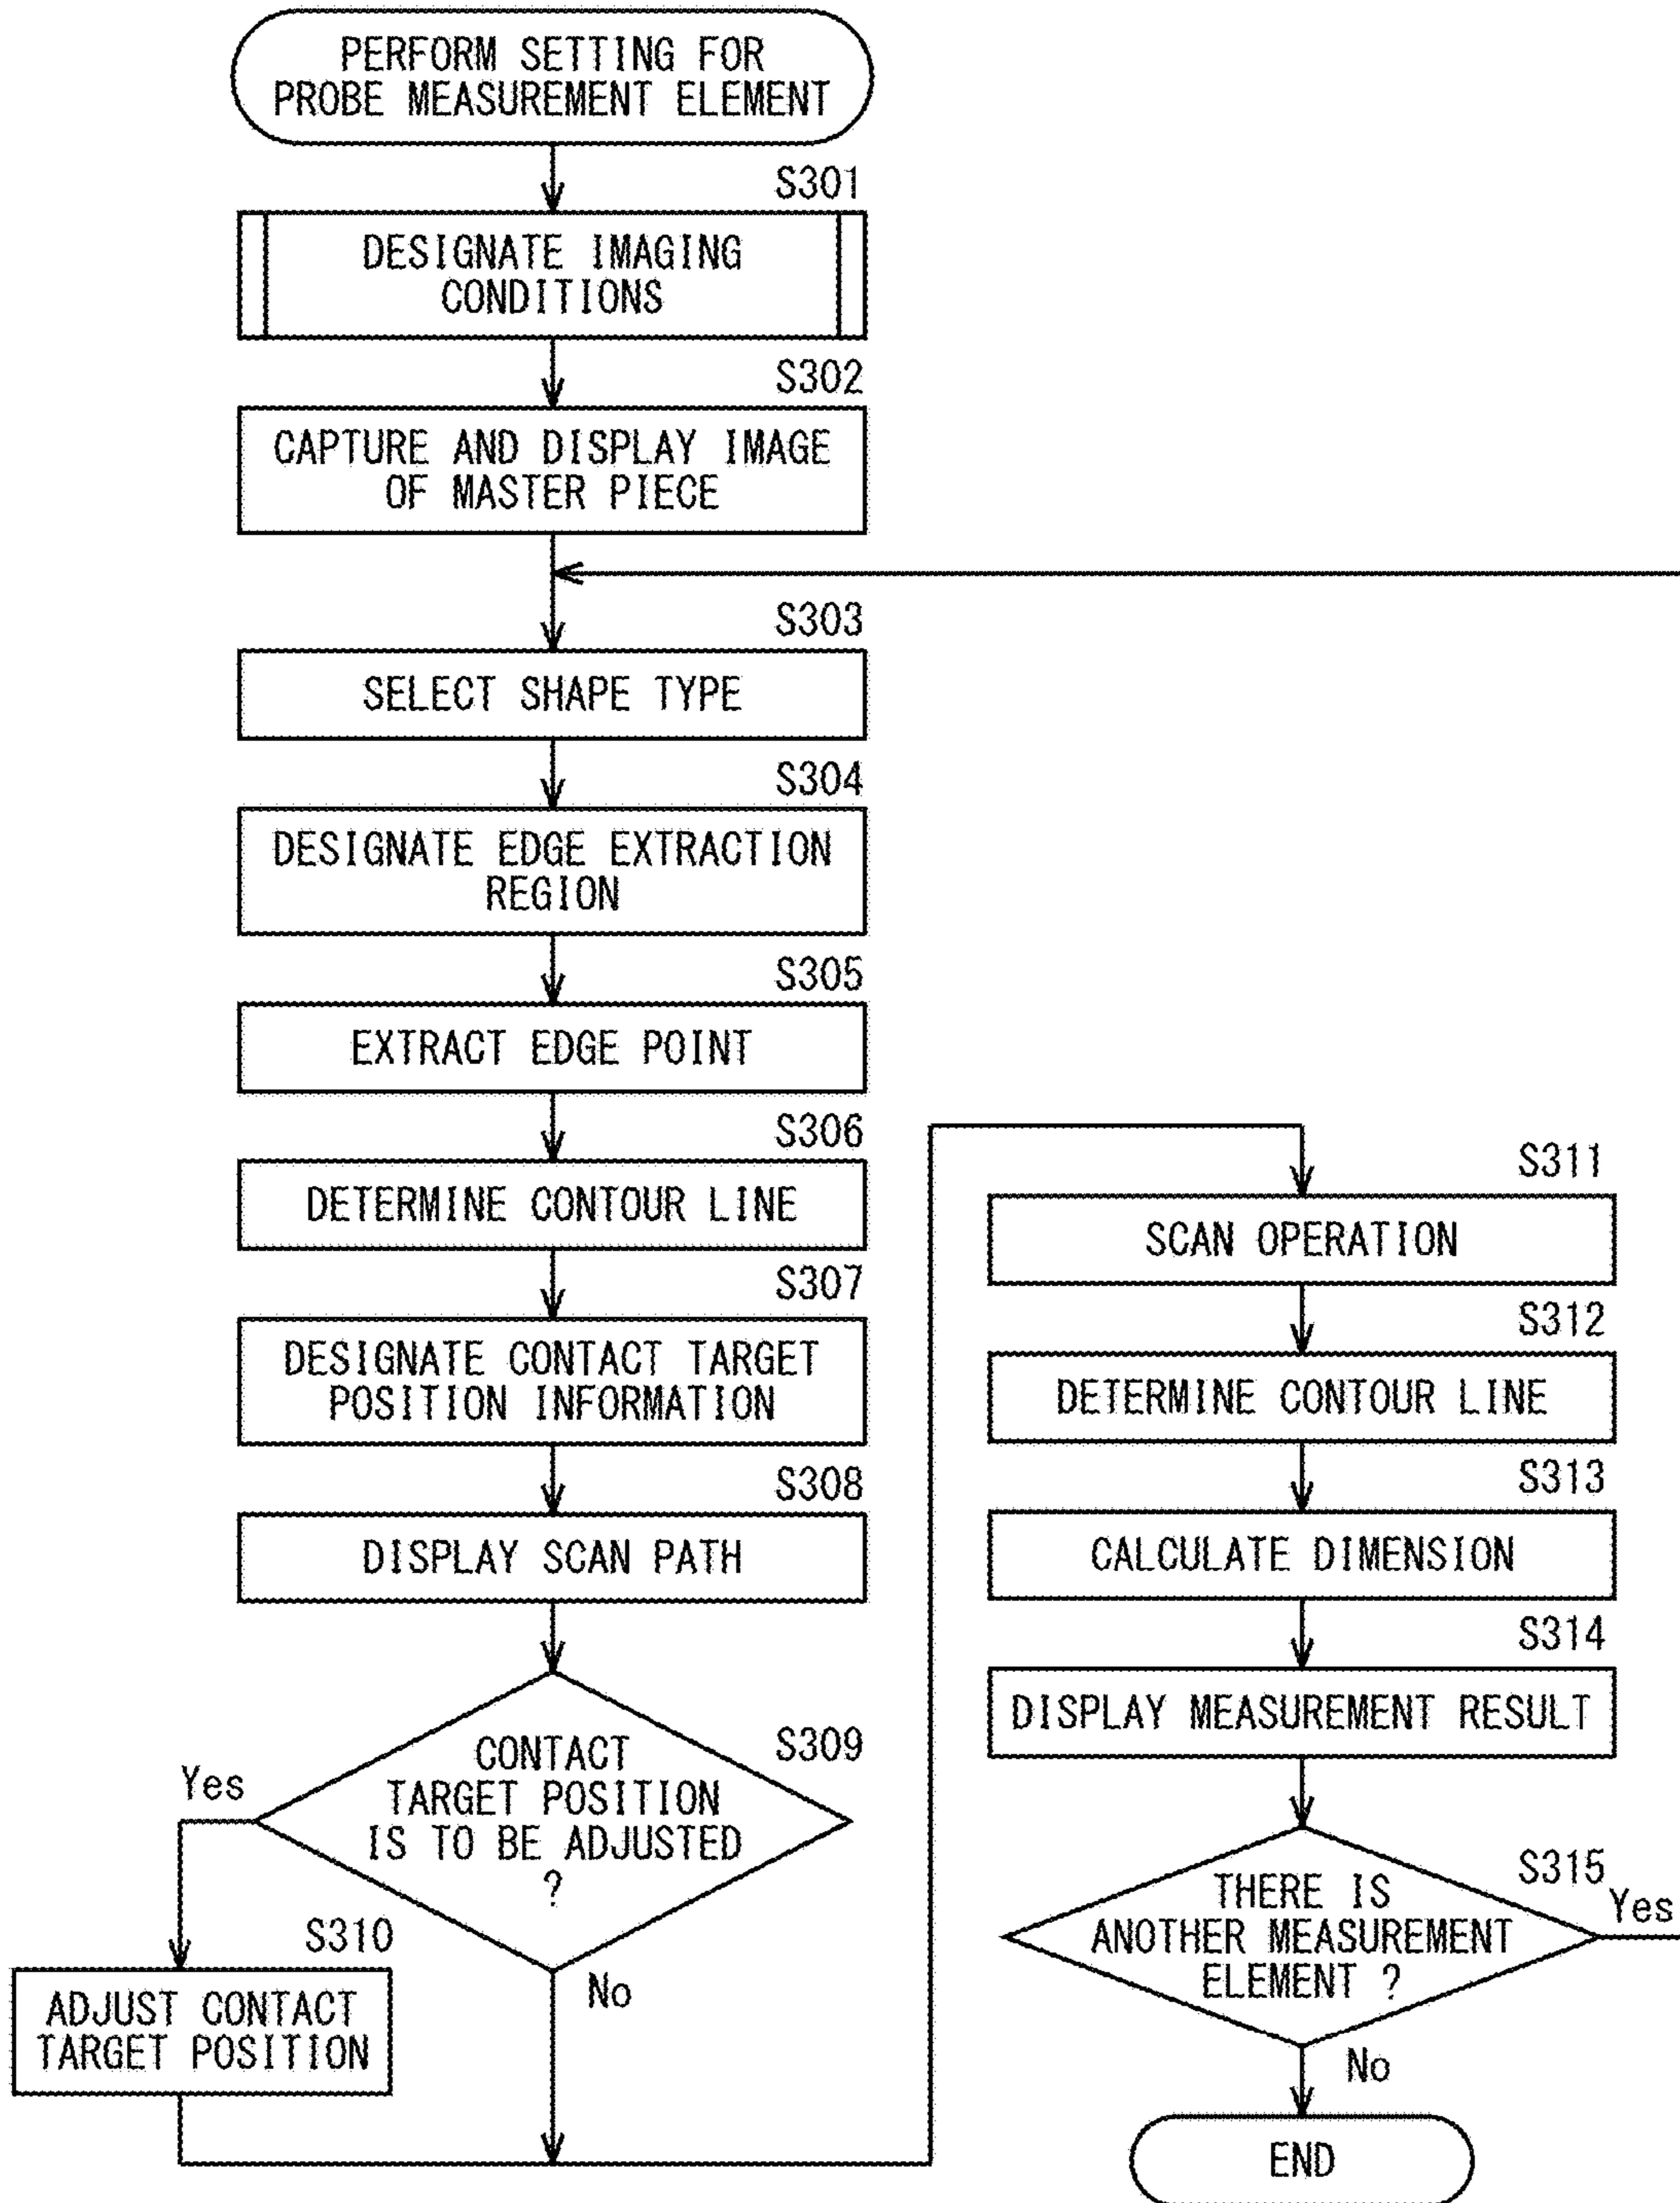 PERFORM SETTING FOR
PROBE MEASUREMENT ELEMENT
S301
DESIGNATE IMAGING
CONDITIONS
S302
CAPTURE AND DISPLAY IMAGE
OF MASTER PIECE
S303
SELECT SHAPE TYPE
S304
DESIGNATE EDGE EXTRACTION
REGION
S305
EXTRACT EDGE POINT
S306
DETERMINE CONTOUR LINE
S307
DESIGNATE CONTACT TARGET
POSITION INFORMATION
S308
DISPLAY SCAN PATH
S309
CONTACT
TARGET POSITION
IS TO BE ADJUSTED
?
Yes
No
S310
ADJUST CONTACT
TARGET POSITION
S311
SCAN OPERATION
S312
DETERMINE CONTOUR LINE
S313
CALCULATE DIMENSION
S314
DISPLAY MEASUREMENT RESULT
S315
THERE IS
ANOTHER MEASUREMENT
ELEMENT ?
Yes
No
END